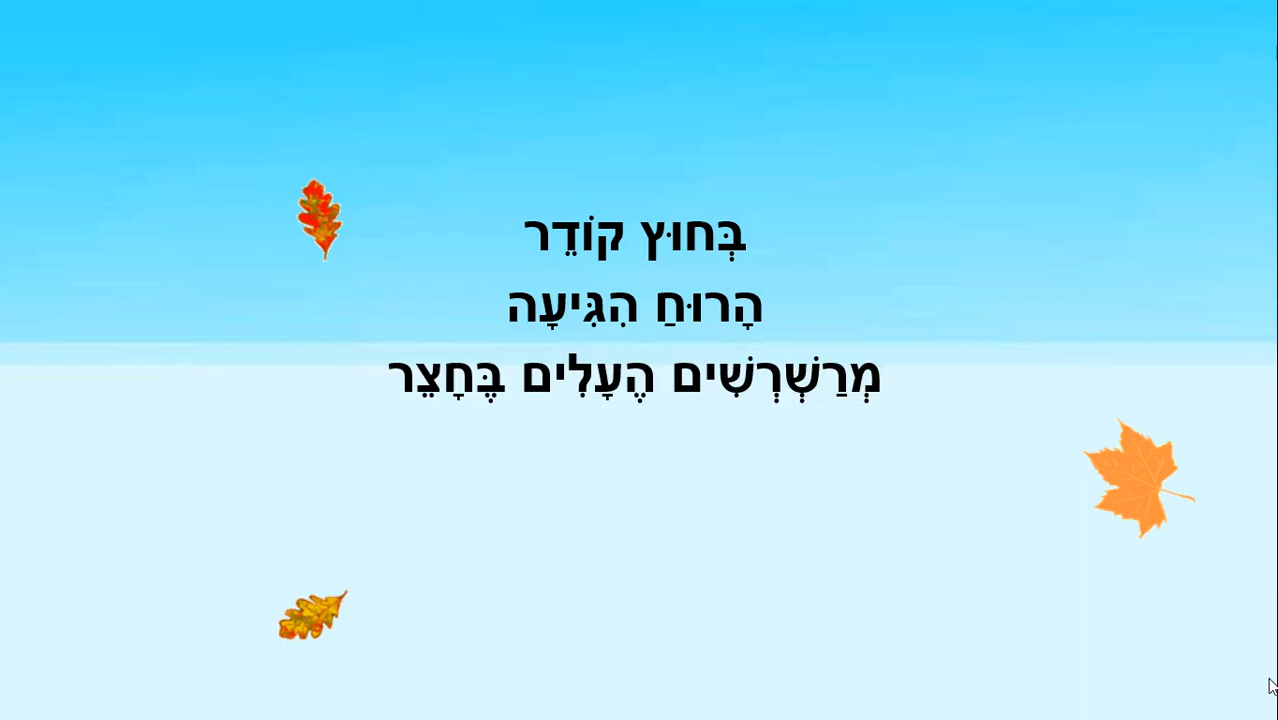 בְּחוּץ קוֹדֵר
הָרוּחַ הִגִּיעָה
מְרַשְׁרְשִׁים הֶעָלִים בֶּחָצֵר